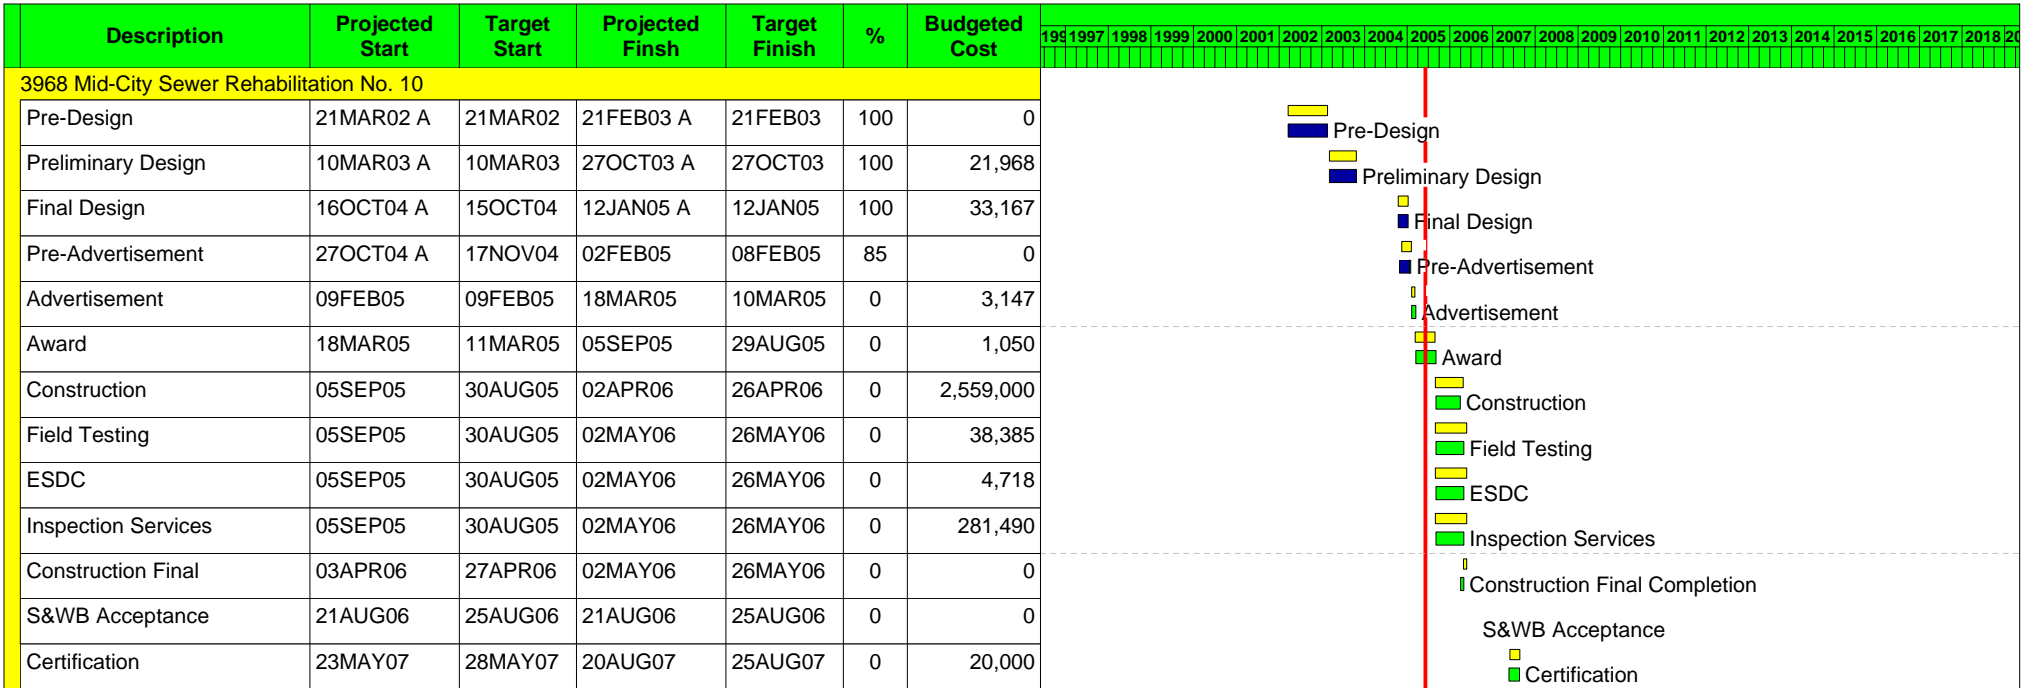 Description Projected Start Target Start Projected Finsh Target Finish % Budgeted Cost 199 1997 1998 1999 2000 2001 2002 2003 2004 2005 2006 2007 2008 2009 2010 2011 2012 2013 2014 2015 2016 2017 2018 20
3968 Mid-City Sewer Rehabilitation No. 10
Pre-Design 21MAR02 A 21MAR02 21FEB03 A 21FEB03 100 0
Pre-Design
Preliminary Design 10MAR03 A 10MAR03 27OCT03 A 27OCT03 100 21,968
Preliminary Design
Final Design 16OCT04 A 15OCT04 12JAN05 A 12JAN05 100 33,167
Final Design
Pre-Advertisement 27OCT04 A 17NOV04 02FEB05 08FEB05 85 0
Pre-Advertisement
Advertisement 09FEB05 09FEB05 18MAR05 10MAR05 0 3,147
Advertisement
Award 18MAR05 11MAR05 05SEP05 29AUG05 0 1,050
Award
Construction 05SEP05 30AUG05 02APR06 26APR06 0 2,559,000
Construction
Field Testing 05SEP05 30AUG05 02MAY06 26MAY06 0 38,385
Field Testing
ESDC 05SEP05 30AUG05 02MAY06 26MAY06 0 4,718
ESDC
Inspection Services 05SEP05 30AUG05 02MAY06 26MAY06 0 281,490
Inspection Services
Construction Final 03APR06 27APR06 02MAY06 26MAY06 0 0
Construction Final Completion
S&WB Acceptance 21AUG06 25AUG06 21AUG06 25AUG06 0 0
S&WB Acceptance
Certification 23MAY07 28MAY07 20AUG07 25AUG07 0 20,000
Certification